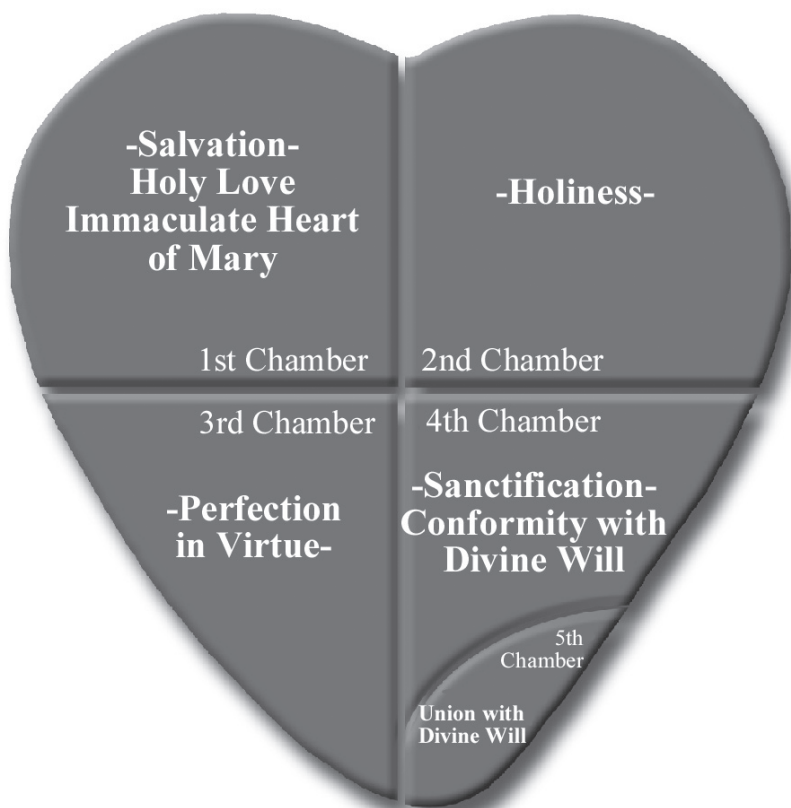 -Salvation-
Holy Love
Immaculate Heart
of Mary
1st Chamber
-Holiness-
2nd Chamber
3rd Chamber
-Perfection
in Virtue-
4th Chamber
-Sanctification-
Conformity with
Divine Will
5th
Chamber
Union with
Divine Will